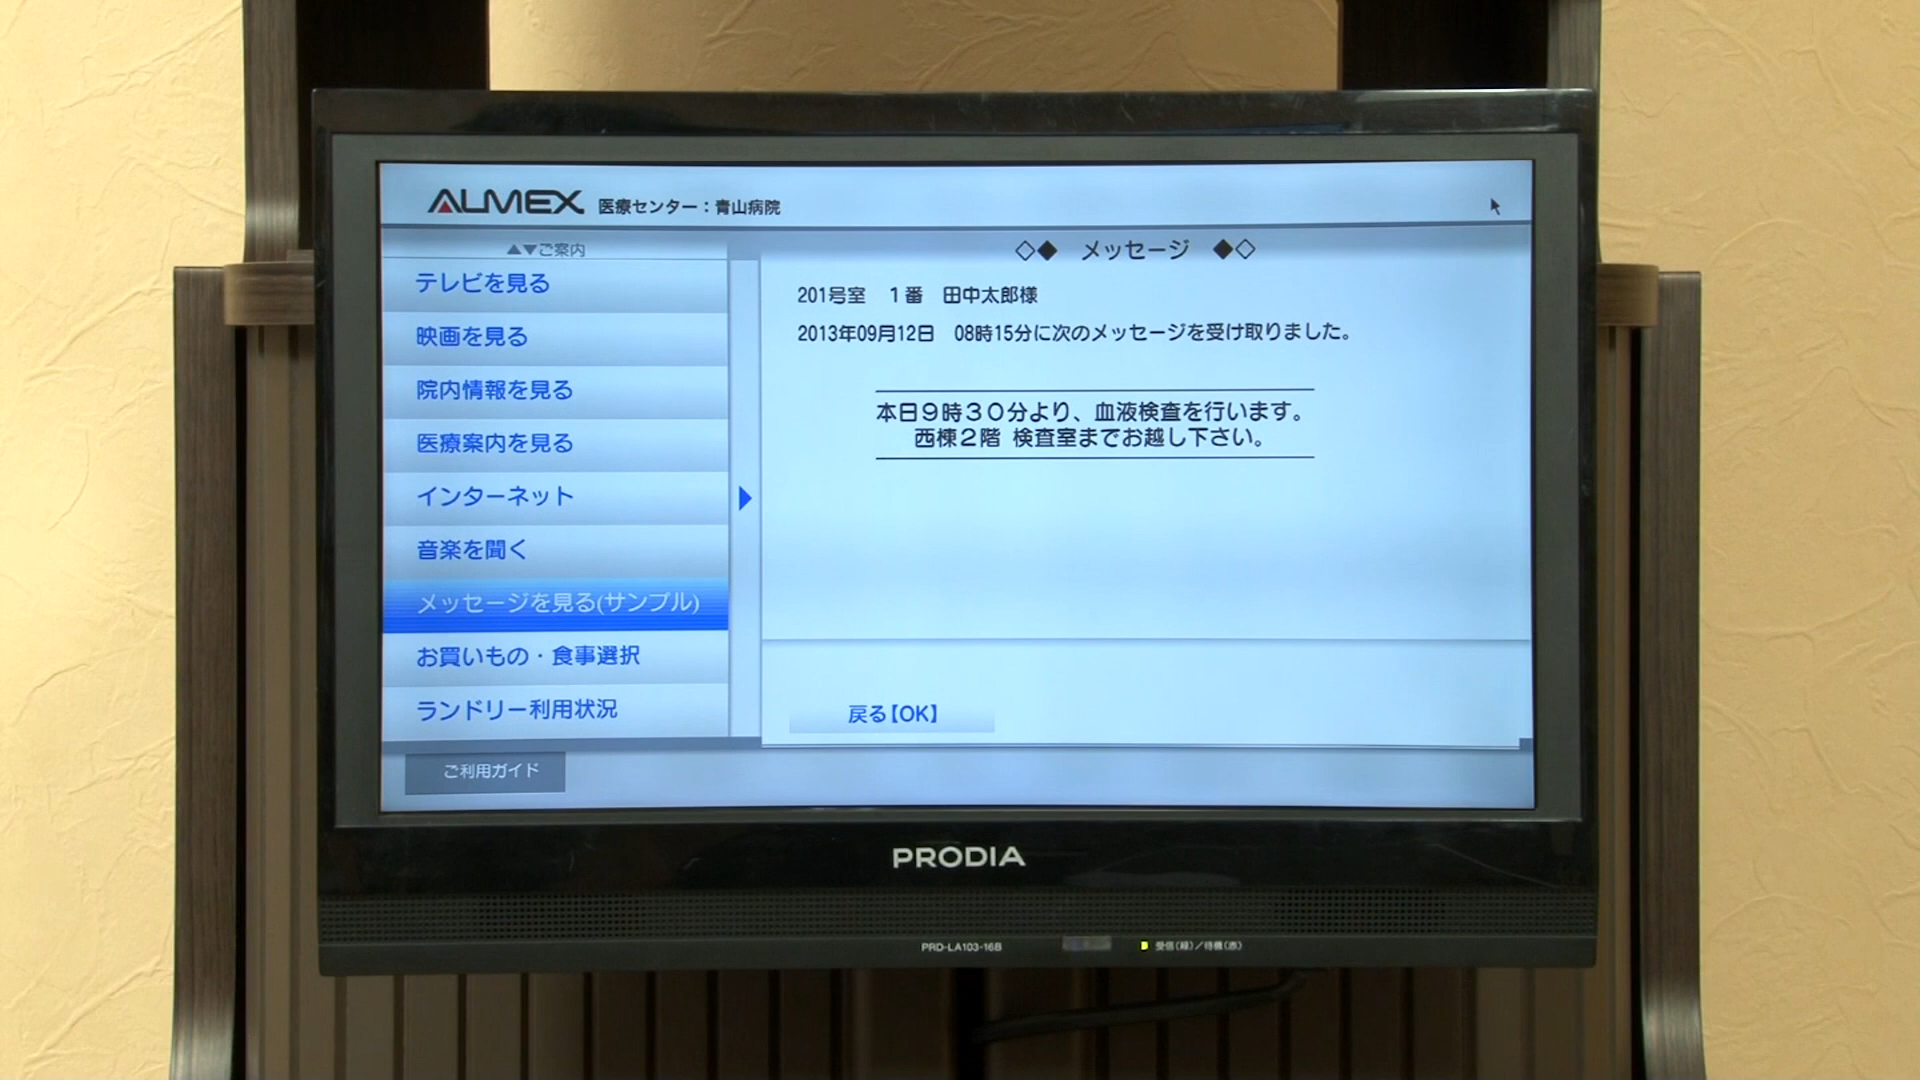 ALMEX 医療センター：青山病院
▲▼ご案内
テレビを見る
映画を見る
院内情報を見る
医療案内を見る
インターネット
音楽を聞く
メッセージを見る(サンプル)
お買いもの・食事選択
ランドリー利用状況
ご利用ガイド
◇◆ メッセージ ◆◇
201号室 １番 田中太郎様
2013年09月12日 08時15分に次のメッセージを受け取りました。
本日９時３０分より、血液検査を行います。
西棟２階 検査室までお越し下さい。
戻る【OK】
PRODIA
PRD-LA103-16B
受信(緑)／待機(赤)